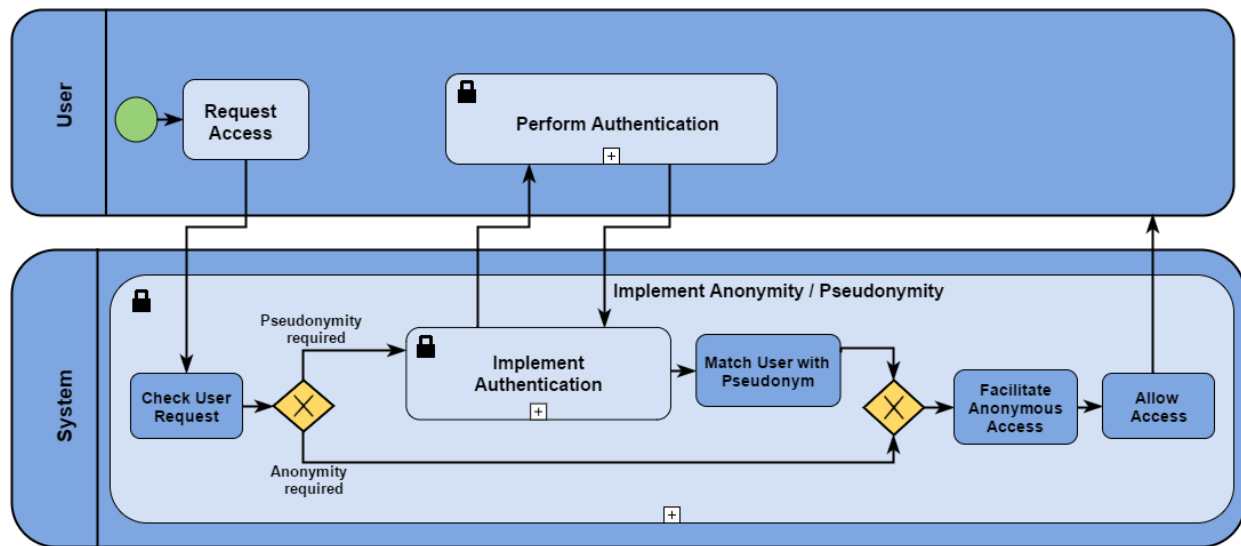 User
Request
Access
Perform Authentication
System
Implement Anonymity / Pseudonymity
Pseudonymity
required
Check User
Request
Implement
Authentication
Match User with
Pseudonym
Facilitate
Anonymous
Access
Allow
Access
Anonymity
required